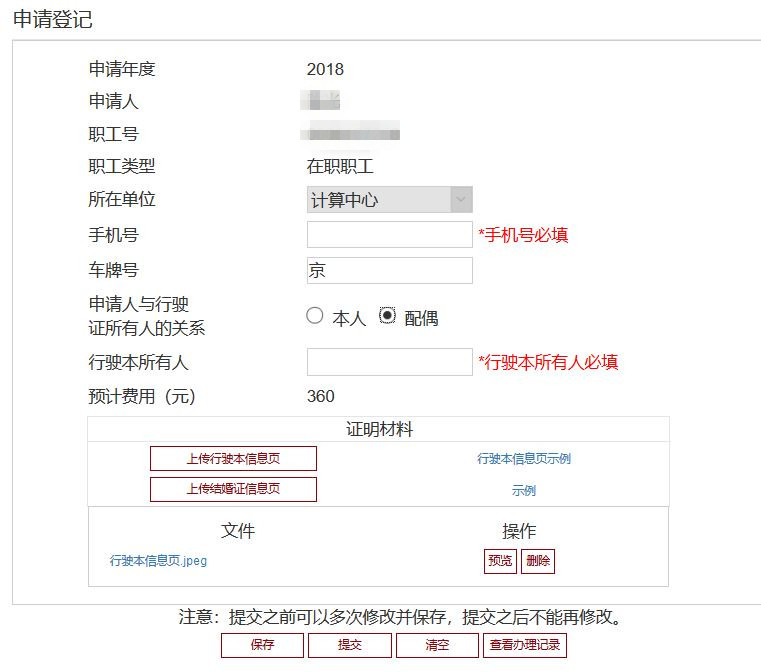 申请登记
申请年度 2018
申请人
职工号
职工类型 在职职工
所在单位 计算中心
手机号 *手机号必填
车牌号 京
申请人与行驶
证所有人的关系 本人 配偶
行驶本所有人 *行驶本所有人必填
预计费用（元） 360
证明材料
上传行驶本信息页 行驶本信息页示例
上传结婚证信息页 示例
文件 操作
行驶本信息页.jpeg 预览 删除
注意：提交之前可以多次修改并保存，提交之后不能再修改。
保存 提交 清空 查看办理记录